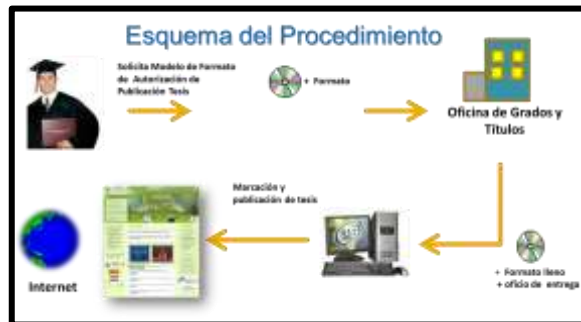 Esquema del Procedimiento
Solicita Modelo de Formato
de Autorización de
Publicación Tesis
+ Formato
Oficina de Grados y
Títulos
Marcación y
publicación de tesis
Internet
+ Formato lleno
+ oficio de entrega